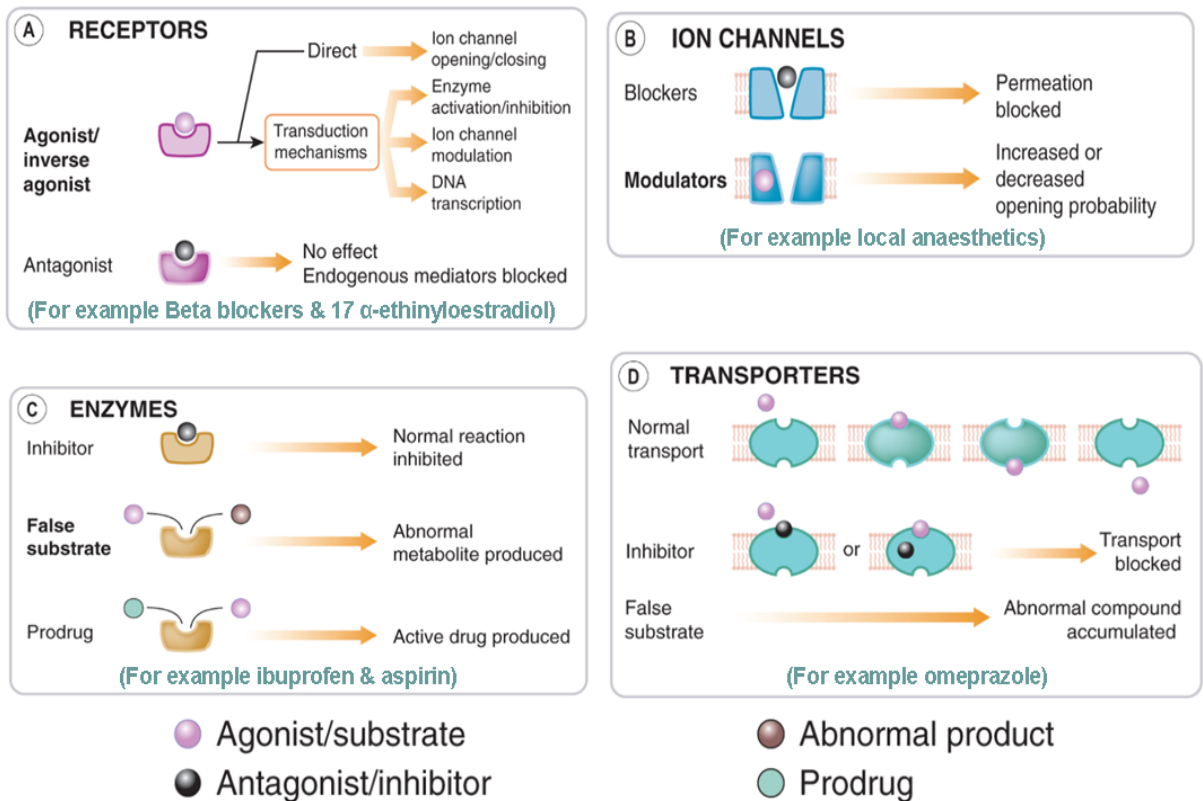 A RECEPTORS
Direct
Ion channel
opening/closing
Agonist/
inverse
agonist
Transduction
mechanisms
Enzyme
activation/inhibition
Ion channel
modulation
DNA
transcription
Antagonist
No effect
Endogenous mediators blocked
(For example Beta blockers & 17 α-ethinyloestradiol)
B ION CHANNELS
Blockers
Permeation
blocked
Modulators
Increased or
decreased
opening probability
(For example local anaesthetics)
C ENZYMES
Inhibitor
Normal reaction
inhibited
False
substrate
Abnormal
metabolite produced
Prodrug
Active drug produced
(For example ibuprofen & aspirin)
D TRANSPORTERS
Normal
transport
Inhibitor
or
Transport
blocked
False
substrate
Abnormal compound
accumulated
(For example omeprazole)
Agonist/substrate
Abnormal product
Antagonist/inhibitor
Prodrug